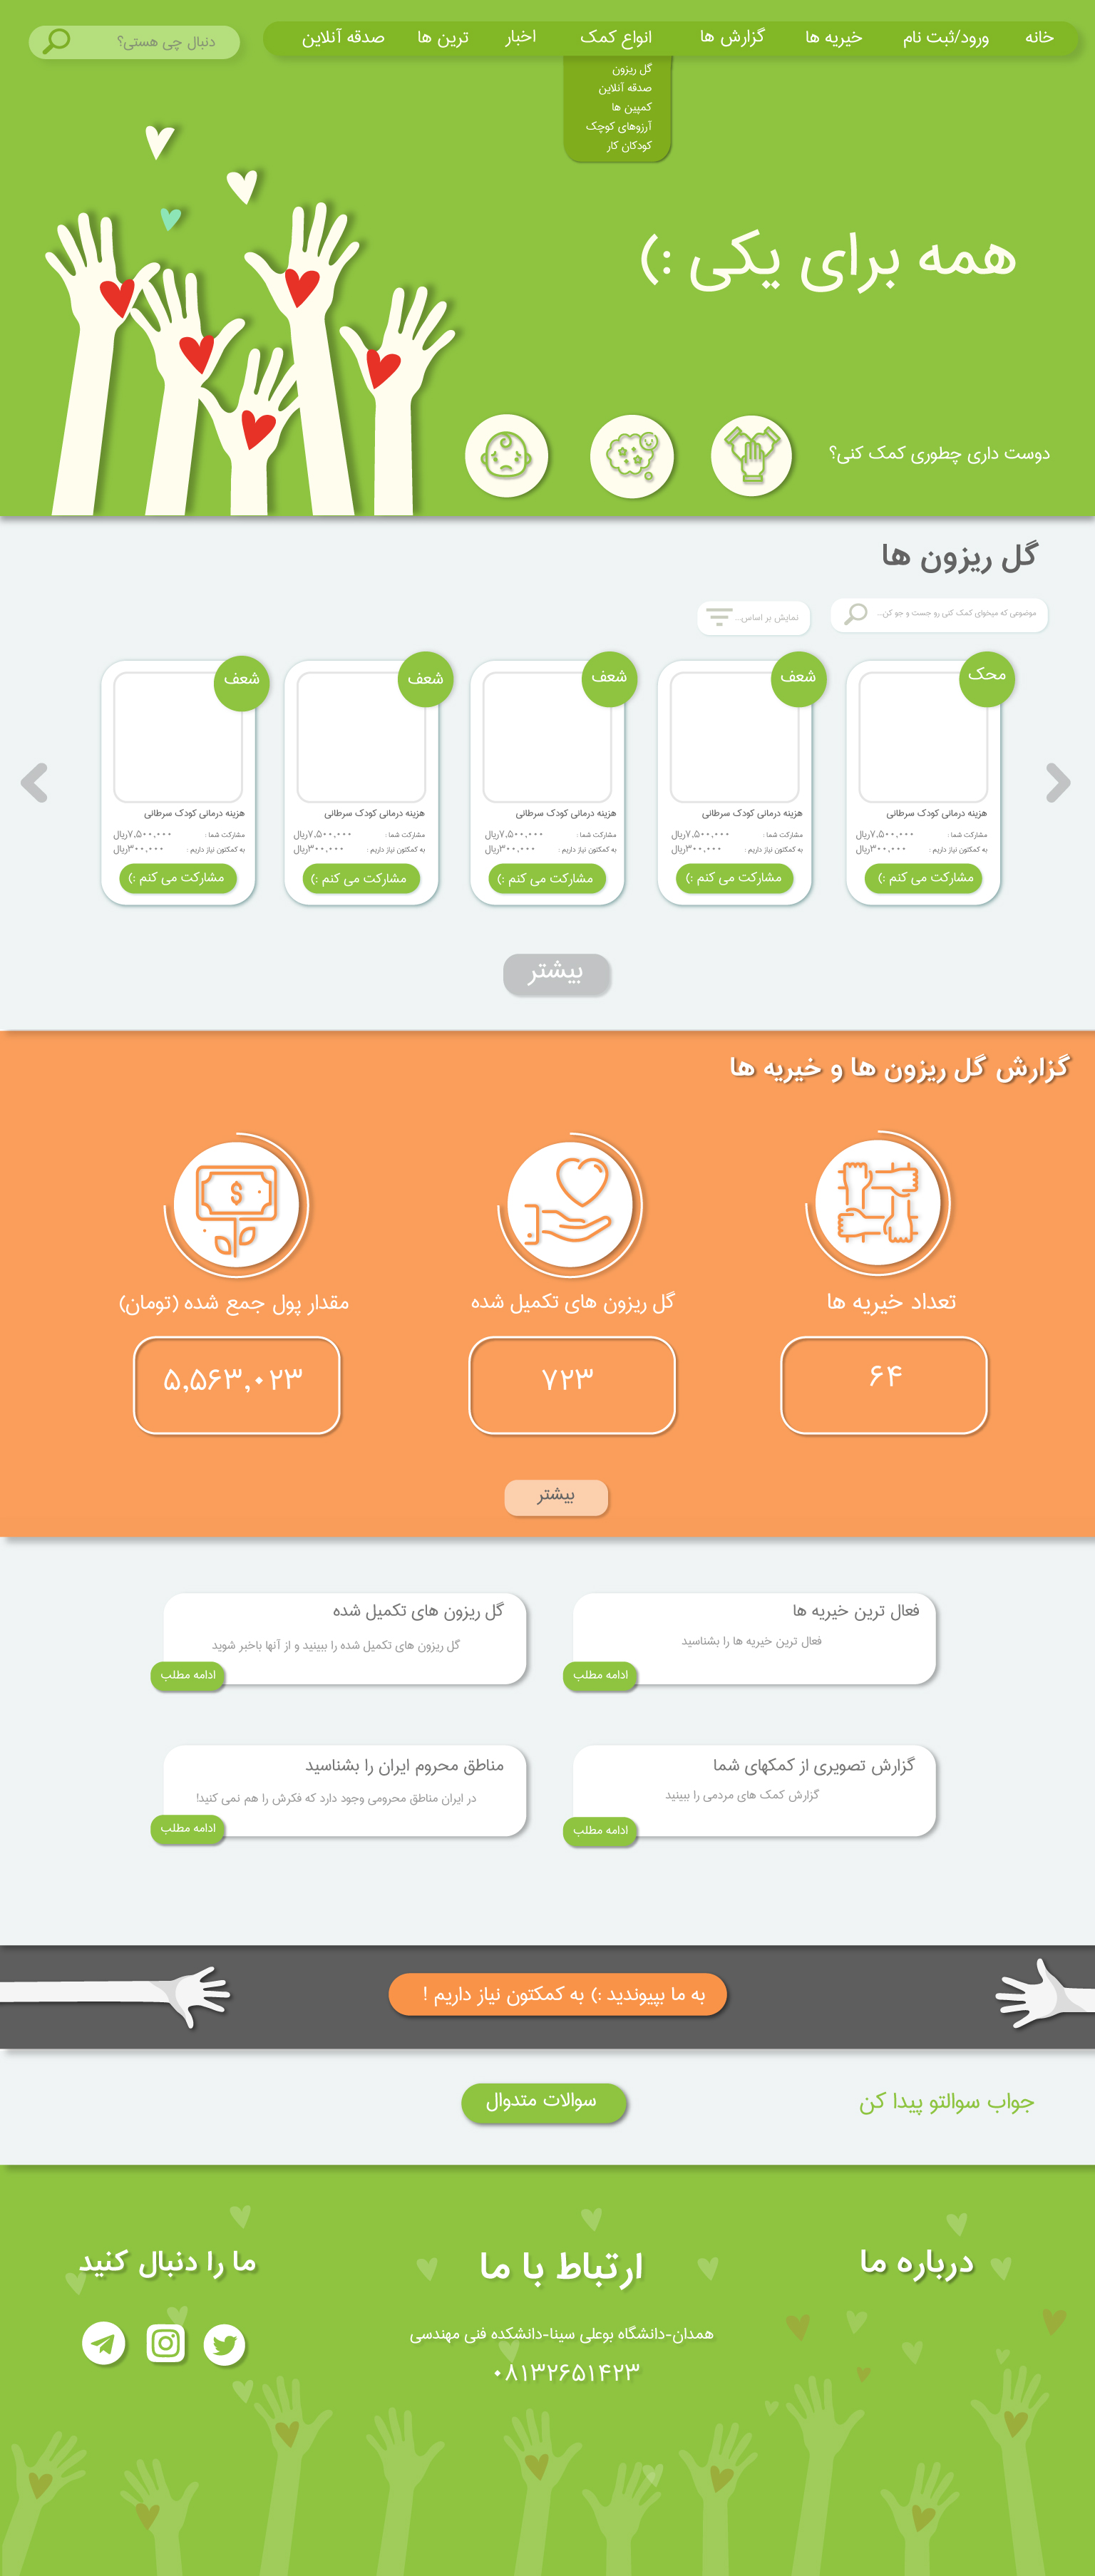 خانه
ورود/ثبت نام
خیریه ها
گزارش ها
انواع کمک
اخبار
ترین ها
صدقه آنلاین
دنبال چی هستی؟
گل ریزون
صدقه آنلاین
کمپین ها
آرزوهای کوچک
کودکان کار
همه برای یکی :)
دوست داری چطوری کمک کنی؟
گل ریزون ها
موضوعی که میخوای کمک کنی رو جست و جو کن...
نمایش بر اساس...
محک
هزینه درمانی کودک سرطانی
مشارکت شما : ۷,۵۰۰,۰۰۰ریال
به کمکتون نیاز داریم : ۳۰۰,۰۰۰ریال
مشارکت می کنم :)
شعف
هزینه درمانی کودک سرطانی
مشارکت شما : ۷,۵۰۰,۰۰۰ریال
به کمکتون نیاز داریم : ۳۰۰,۰۰۰ریال
مشارکت می کنم :)
شعف
هزینه درمانی کودک سرطانی
مشارکت شما : ۷,۵۰۰,۰۰۰ریال
به کمکتون نیاز داریم : ۳۰۰,۰۰۰ریال
مشارکت می کنم :)
شعف
هزینه درمانی کودک سرطانی
مشارکت شما : ۷,۵۰۰,۰۰۰ریال
به کمکتون نیاز داریم : ۳۰۰,۰۰۰ریال
مشارکت می کنم :)
شعف
هزینه درمانی کودک سرطانی
مشارکت شما : ۷,۵۰۰,۰۰۰ریال
به کمکتون نیاز داریم : ۳۰۰,۰۰۰ریال
مشارکت می کنم :)
بیشتر
گزارش گل ریزون ها و خیریه ها
$
تعداد خیریه ها
گل ریزون های تکمیل شده
مقدار پول جمع شده (تومان)
۶۴
۷۲۳
۵,۵۶۳,۰۲۳
بیشتر
فعال ترین خیریه ها
فعال ترین خیریه ها را بشناسید
ادامه مطلب
گل ریزون های تکمیل شده
گل ریزون های تکمیل شده را ببینید و از آنها باخبر شوید
ادامه مطلب
گزارش تصویری از کمکهای شما
گزارش کمک های مردمی را ببینید
ادامه مطلب
مناطق محروم ایران را بشناسید
در ایران مناطق محرومی وجود دارد که فکرش را هم نمی کنید!
ادامه مطلب
به ما بپیوندید :) به کمکتون نیاز داریم !
جواب سوالتو پیدا کن
سوالات متدوال
درباره ما
ارتباط با ما
همدان-دانشگاه بوعلی سینا-دانشکده فنی مهندسی
۰۸۱۳۲۶۵۱۴۲۳
ما را دنبال کنید